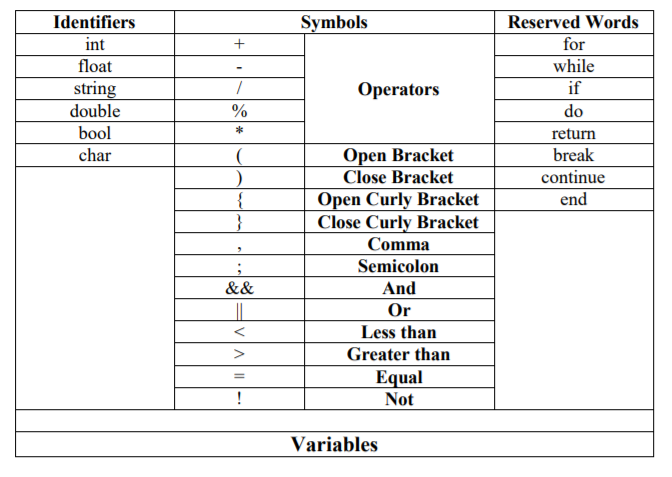 Identifiers Symbols Reserved Words
int + for
float - while
string / Operators if
double % do
bool * return
char ( Open Bracket break
) Close Bracket continue
{ Open Curly Bracket end
} Close Curly Bracket
, Comma
; Semicolon
&& And
|| Or
< Less than
> Greater than
= Equal
! Not
Variables